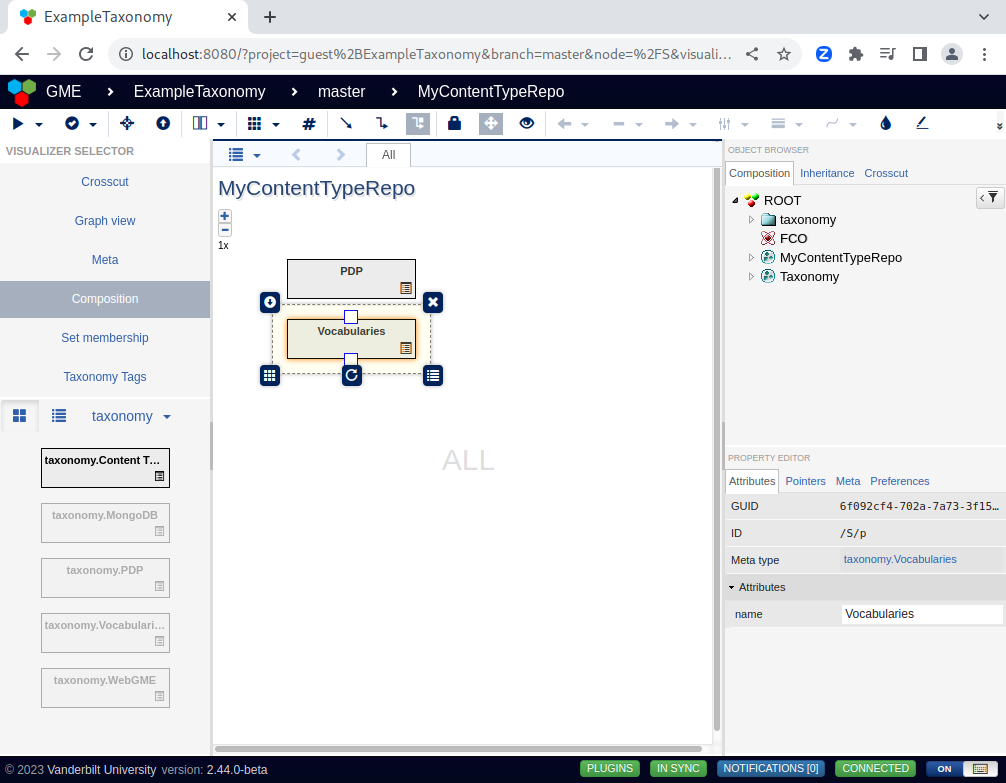 ExampleTaxonomy
localhost:8080/?project=guest%2BExampleTaxonomy&branch=master&node=%2FS&visuali...
GME
ExampleTaxonomy
master
MyContentTypeRepo
VISUALIZER SELECTOR
Crosscut
Graph view
Meta
Composition
Set membership
Taxonomy Tags
taxonomy
taxonomy.Content T...
taxonomy.MongoDB
taxonomy.PDP
taxonomy.Vocabulari...
taxonomy.WebGME
All
MyContentTypeRepo
1x
PDP
Vocabularies
ALL
OBJECT BROWSER
Composition Inheritance Crosscut
ROOT
taxonomy
FCO
MyContentTypeRepo
Taxonomy
PROPERTY EDITOR
Attributes Pointers Meta Preferences
GUID 6f092cf4-702a-7a73-3f15...
ID /S/p
Meta type taxonomy.Vocabularies
Attributes
name Vocabularies
© 2023 Vanderbilt University version: 2.44.0-beta
PLUGINS IN SYNC NOTIFICATIONS [0] CONNECTED ON